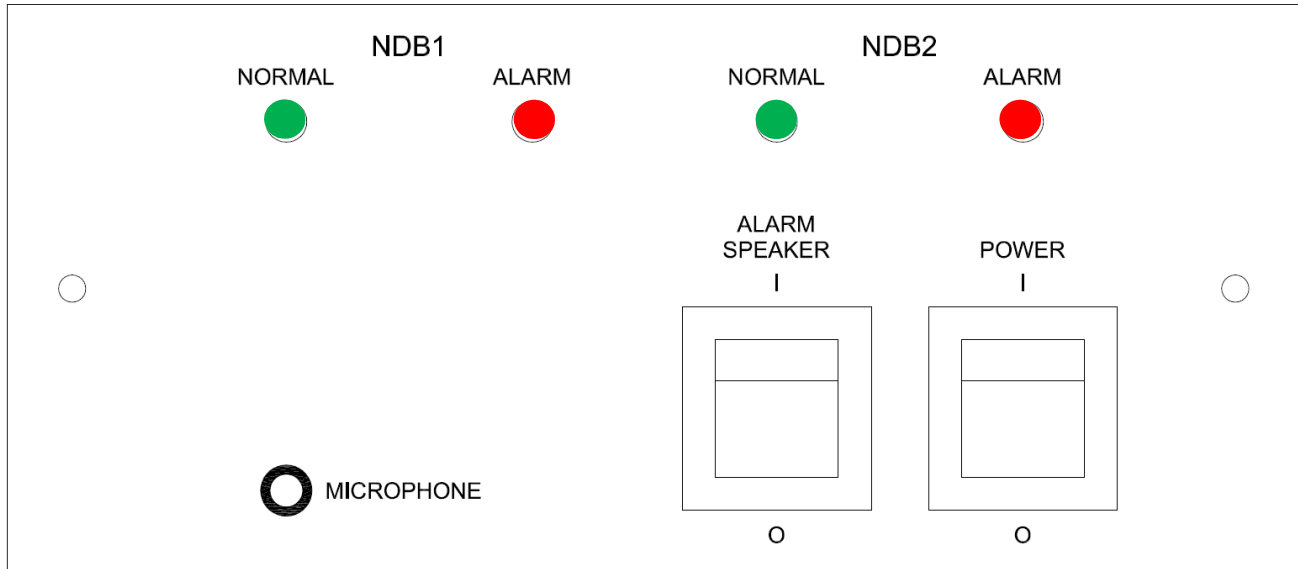 NDB1
NDB2
NORMAL
ALARM
NORMAL
ALARM
ALARM
SPEAKER
POWER
I
I
MICROPHONE
O
O